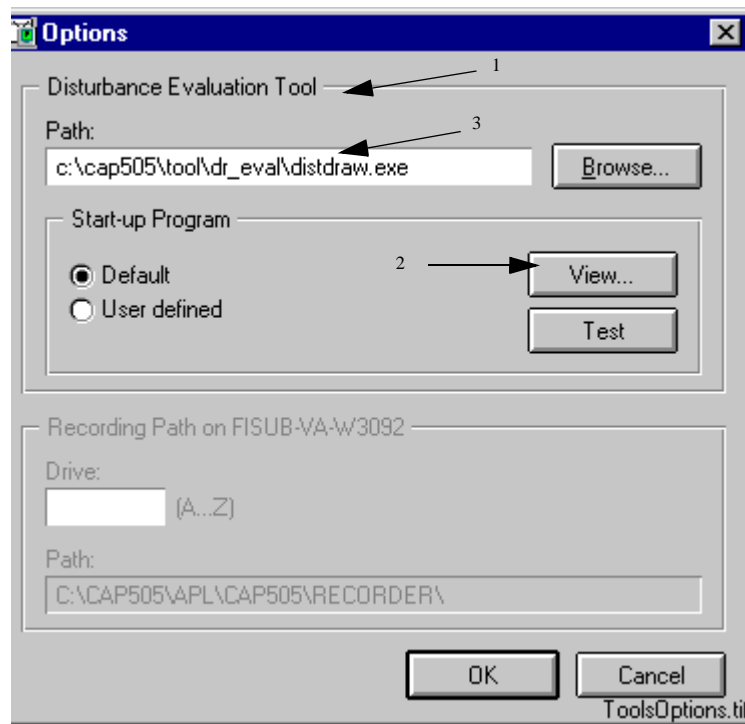 Options
1
Disturbance Evaluation Tool
Path:
3
c:\cap505\tool\dr_eval\distdraw.exe
Browse...
Start-up Program
2
Default
View...
User defined
Test
Recording Path on FISUB-VA-W3092
Drive:
(A...Z)
Path:
C:\CAP505\APL\CAP505\RECORDER\
OK
Cancel
ToolsOptions.tif